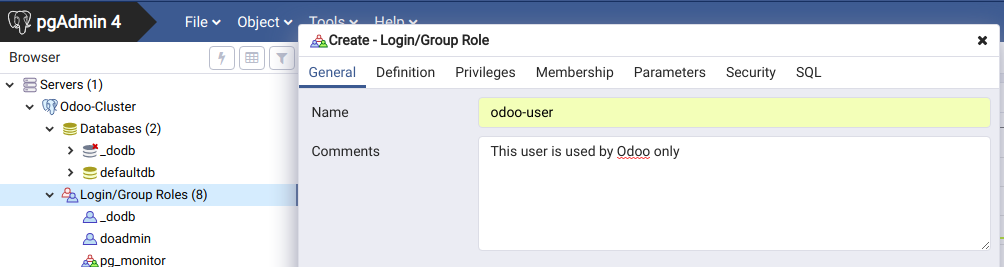 pgAdmin 4 File Object Tools Help
Create - Login/Group Role
Browser
General Definition Privileges Membership Parameters Security SQL
Servers (1)
Odoo-Cluster
Name odoo-user
Databases (2)
Comments This user is used by Odoo only
_dodb
defaultdb
Login/Group Roles (8)
_dodb
doadmin
pg_monitor